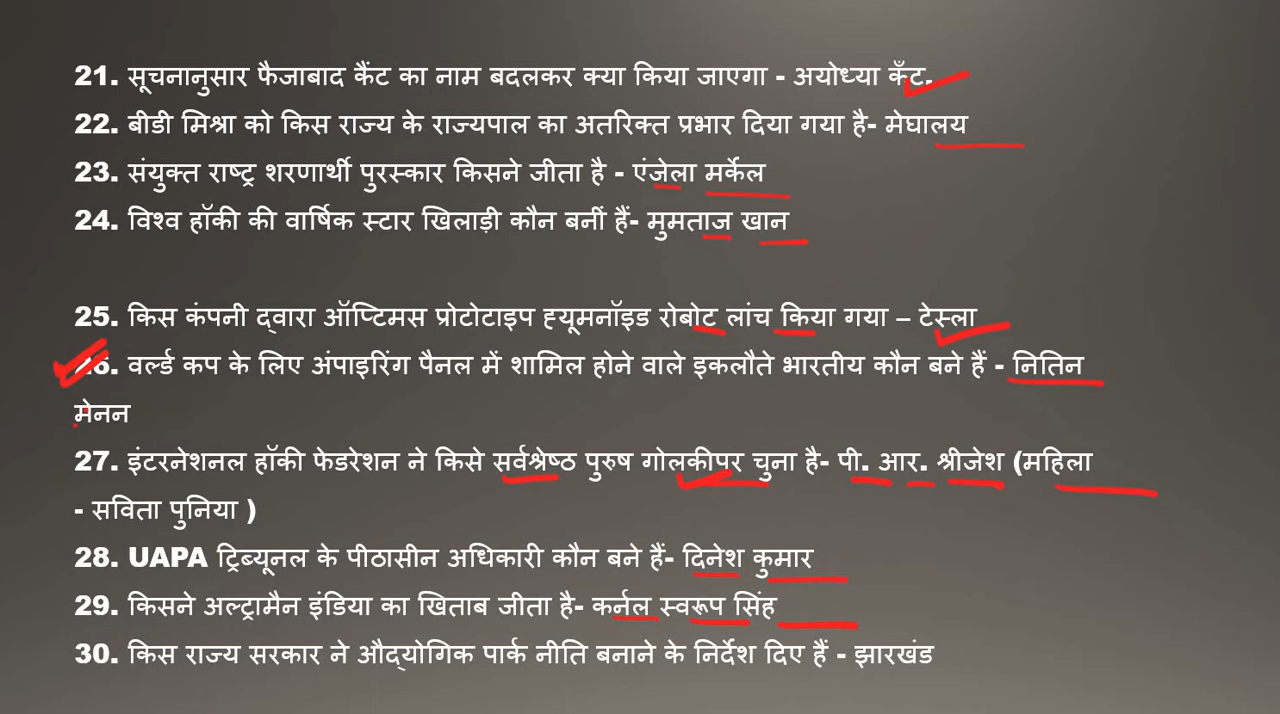 21. सूचनानुसार फैजाबाद कैंट का नाम बदलकर क्या किया जाएगा - अयोध्या कैंट.
22. बीडी मिश्रा को किस राज्य के राज्यपाल का अतरिक्त प्रभार दिया गया है- मेघालय
23. संयुक्त राष्ट्र शरणार्थी पुरस्कार किसने जीता है - एंजेला मर्केल
24. विश्व हॉकी की वार्षिक स्टार खिलाड़ी कौन बनीं हैं- मुमताज खान
25. किस कंपनी द्वारा ऑप्टिमस प्रोटोटाइप ह्यूमनॉइड रोबोट लांच किया गया – टेस्ला
26. वर्ल्ड कप के लिए अंपाइरिंग पैनल में शामिल होने वाले इकलौते भारतीय कौन बने हैं - नितिन
मेनन
27. इंटरनेशनल हॉकी फेडरेशन ने किसे सर्वश्रेष्ठ पुरुष गोलकीपर चुना है- पी. आर. श्रीजेश (महिला
- सविता पुनिया )
28. UAPA ट्रिब्यूनल के पीठासीन अधिकारी कौन बने हैं- दिनेश कुमार
29. किसने अल्ट्रामैन इंडिया का खिताब जीता है- कर्नल स्वरूप सिंह
30. किस राज्य सरकार ने औद्योगिक पार्क नीति बनाने के निर्देश दिए हैं - झारखंड